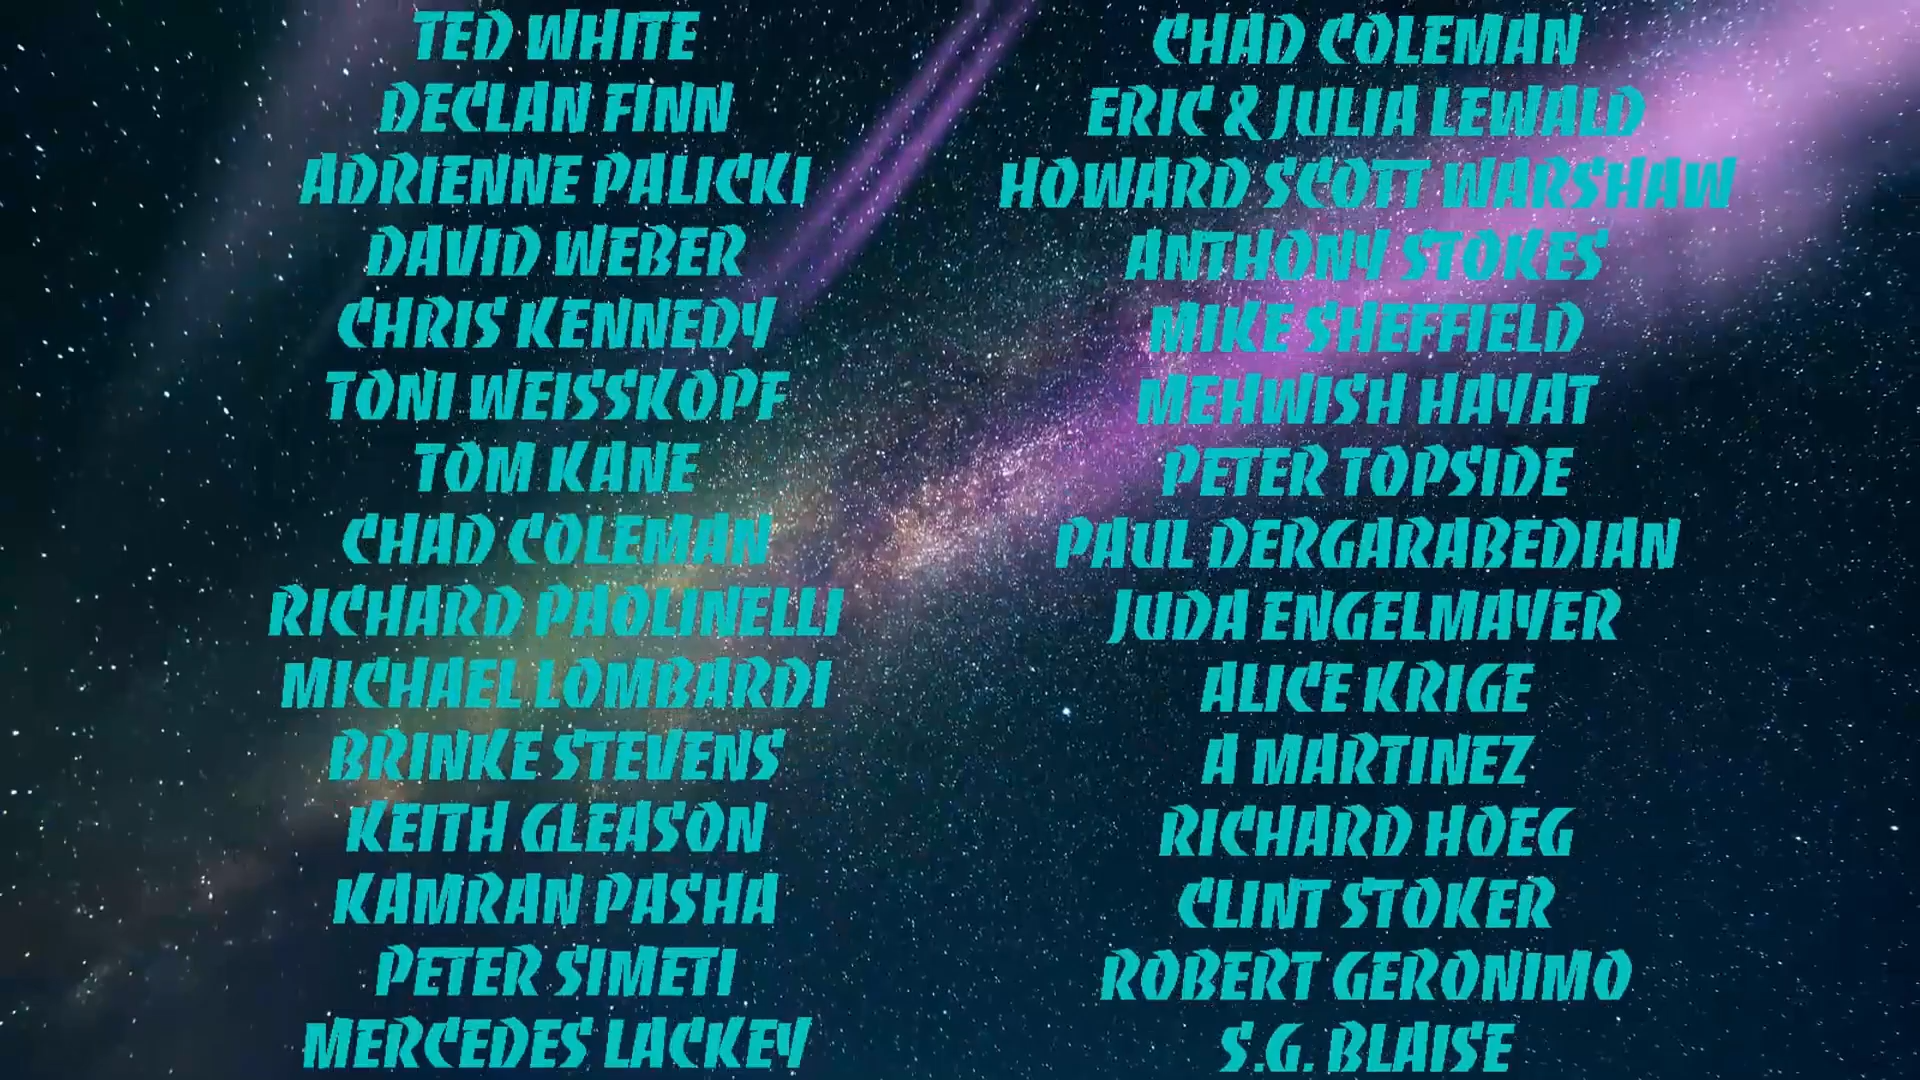 TED WHITE
DECLAN FINN
ADRIENNE PALICKI
DAVID WEBER
CHRIS KENNEDY
TONI WEISSKOPF
TOM KANE
CHAD COLEMAN
RICHARD PAOLINELLI
MICHAEL LOMBARDI
BRINKE STEVENS
KEITH GLEASON
KAMRAN PASHA
PETER SIMETI
MERCEDES LACKEY
CHAD COLEMAN
ERIC & JULIA LEWALD
HOWARD SCOTT WARSHAW
ANTHONY STOKES
MIKE SHEFFIELD
MEHWISH HAYAT
PETER TOPSIDE
PAUL DERGARABEDIAN
JUDA ENGELMAYER
ALICE KRIGE
A MARTINEZ
RICHARD HOEG
CLINT STOKER
ROBERT GERONIMO
S.G. BLAISE